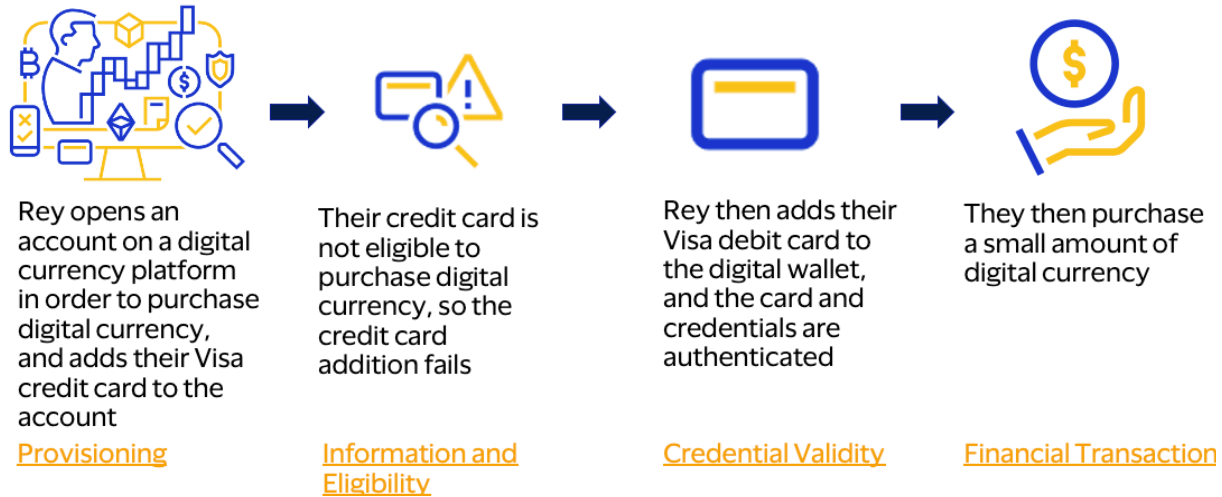 Rey opens an
account on a digital
currency platform
in order to purchase
digital currency,
and adds their Visa
credit card to the
account
Provisioning
Their credit card is
not eligible to
purchase digital
currency, so the
credit card
addition fails
Information and
Eligibility
Rey then adds their
Visa debit card to
the digital wallet,
and the card and
credentials are
authenticated
Credential Validity
They then purchase
a small amount of
digital currency
Financial Transaction